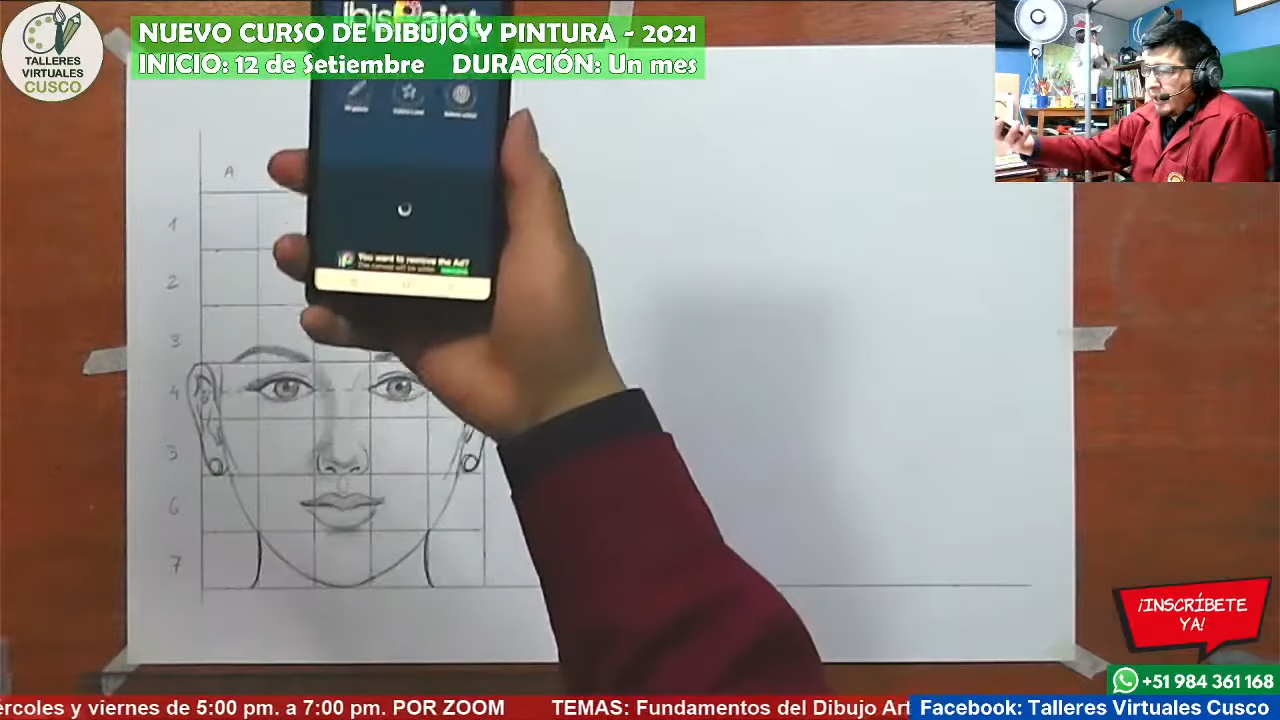 TALLERES
VIRTUALES
CUSCO
NUEVO CURSO DE DIBUJO Y PINTURA - 2021
INICIO: 12 de Setiembre DURACIÓN: Un mes
ibisPaint
You want to remove the Ad?
A
1
2
3
4
5
6
7
¡INSCRÍBETE
YA!
+51 984 361 168
ércoles y viernes de 5:00 pm. a 7:00 pm. POR ZOOM TEMAS: Fundamentos del Dibujo Art
Facebook: Talleres Virtuales Cusco